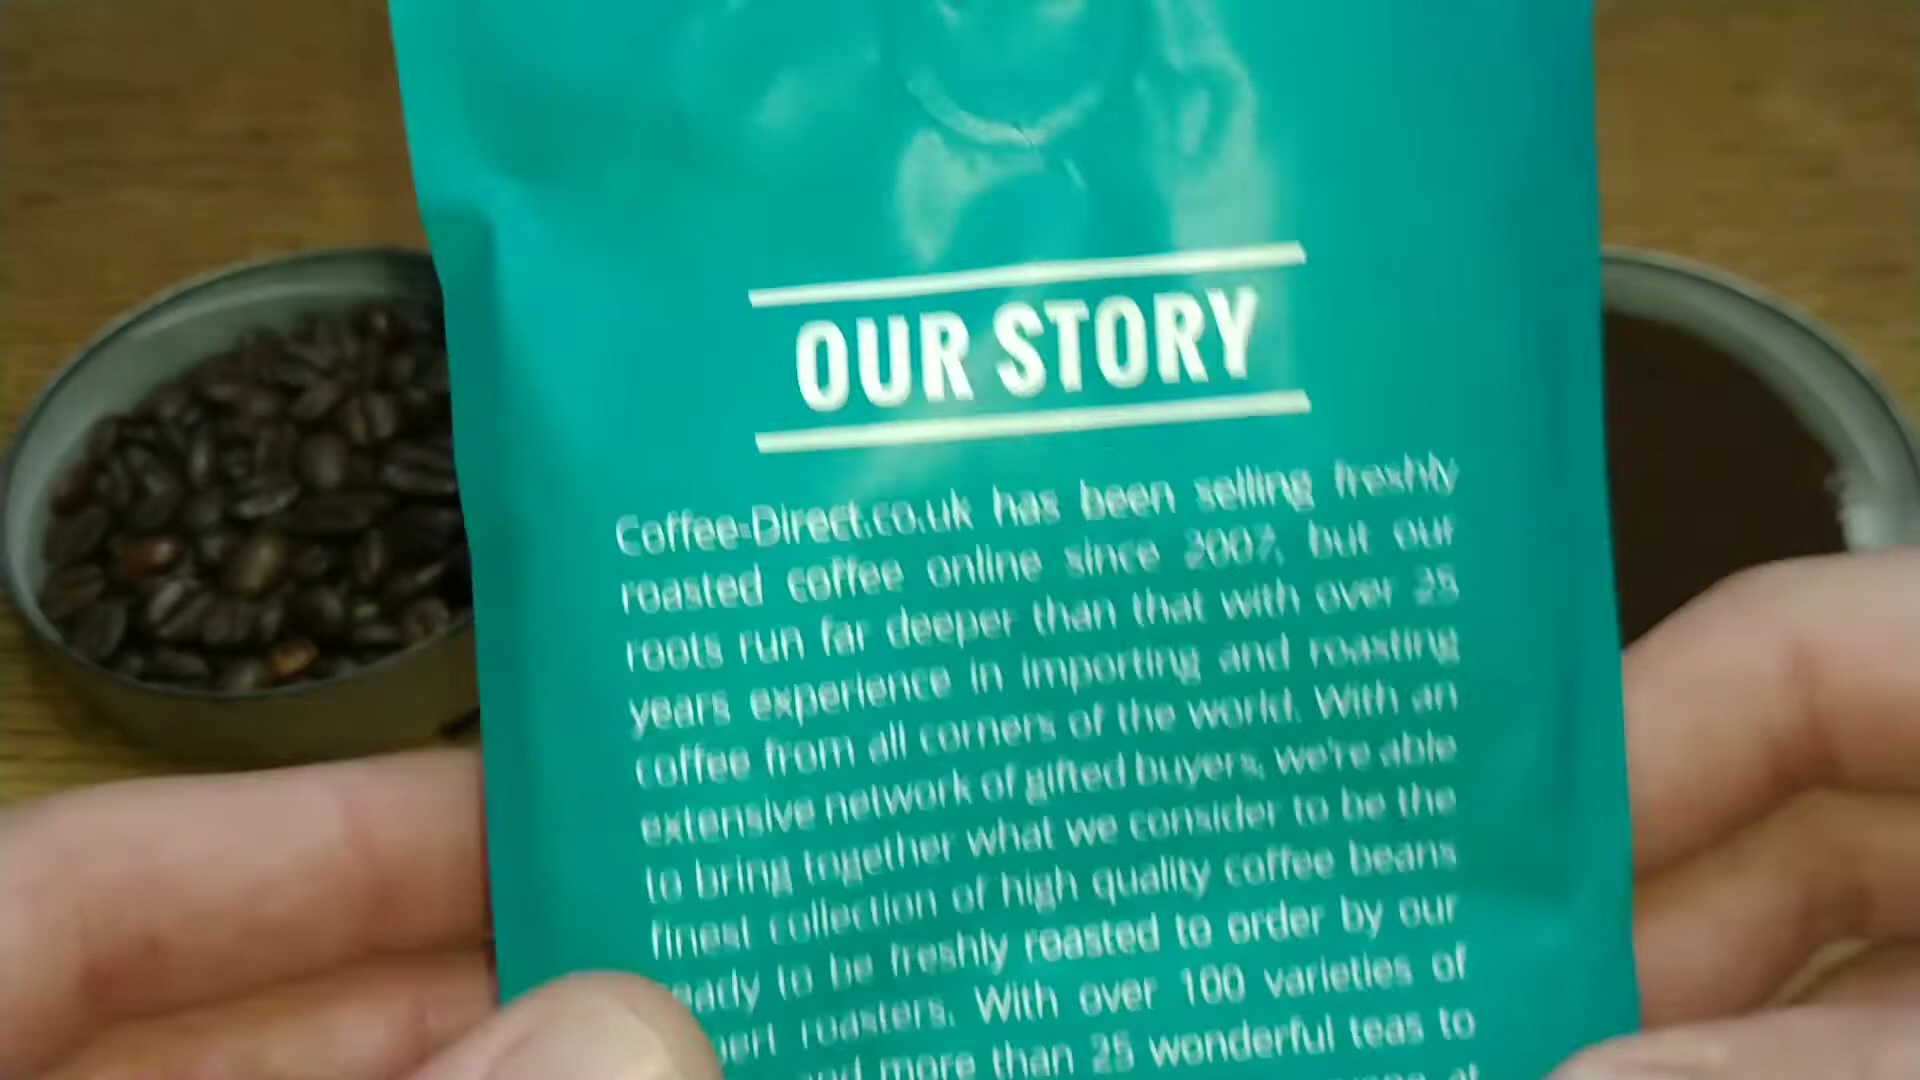 OUR STORY
Coffee-Direct.co.uk has been selling freshly
roasted coffee online since 2007, but our
roots run far deeper than that with over 25
years experience in importing and roasting
coffee from all corners of the world. With an
extensive network of gifted buyers, we're able
to bring together what we consider to be the
finest collection of high quality coffee beans
ready to be freshly roasted to order by our
roasters. With over 100 varieties of
and more than 25 wonderful teas to